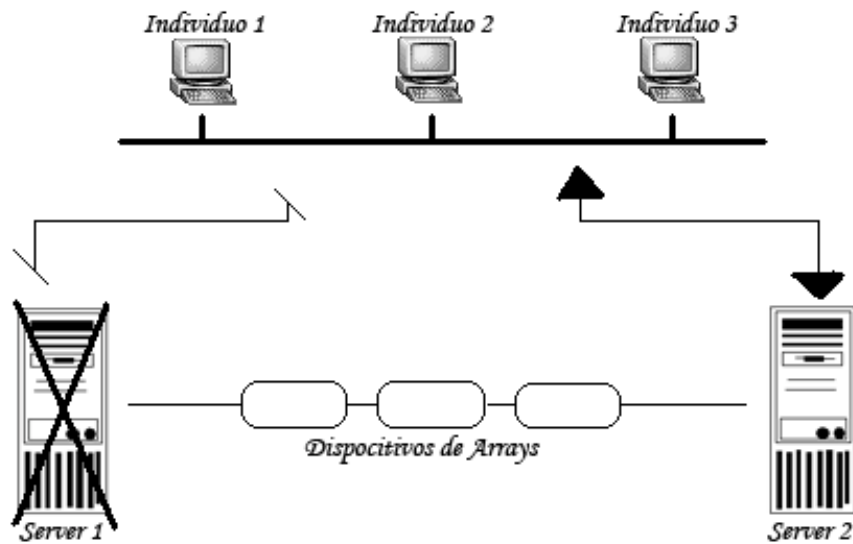 Individuo 1
Individuo 2
Individuo 3
Dispocitivos de Arrays
Server 1
Server 2